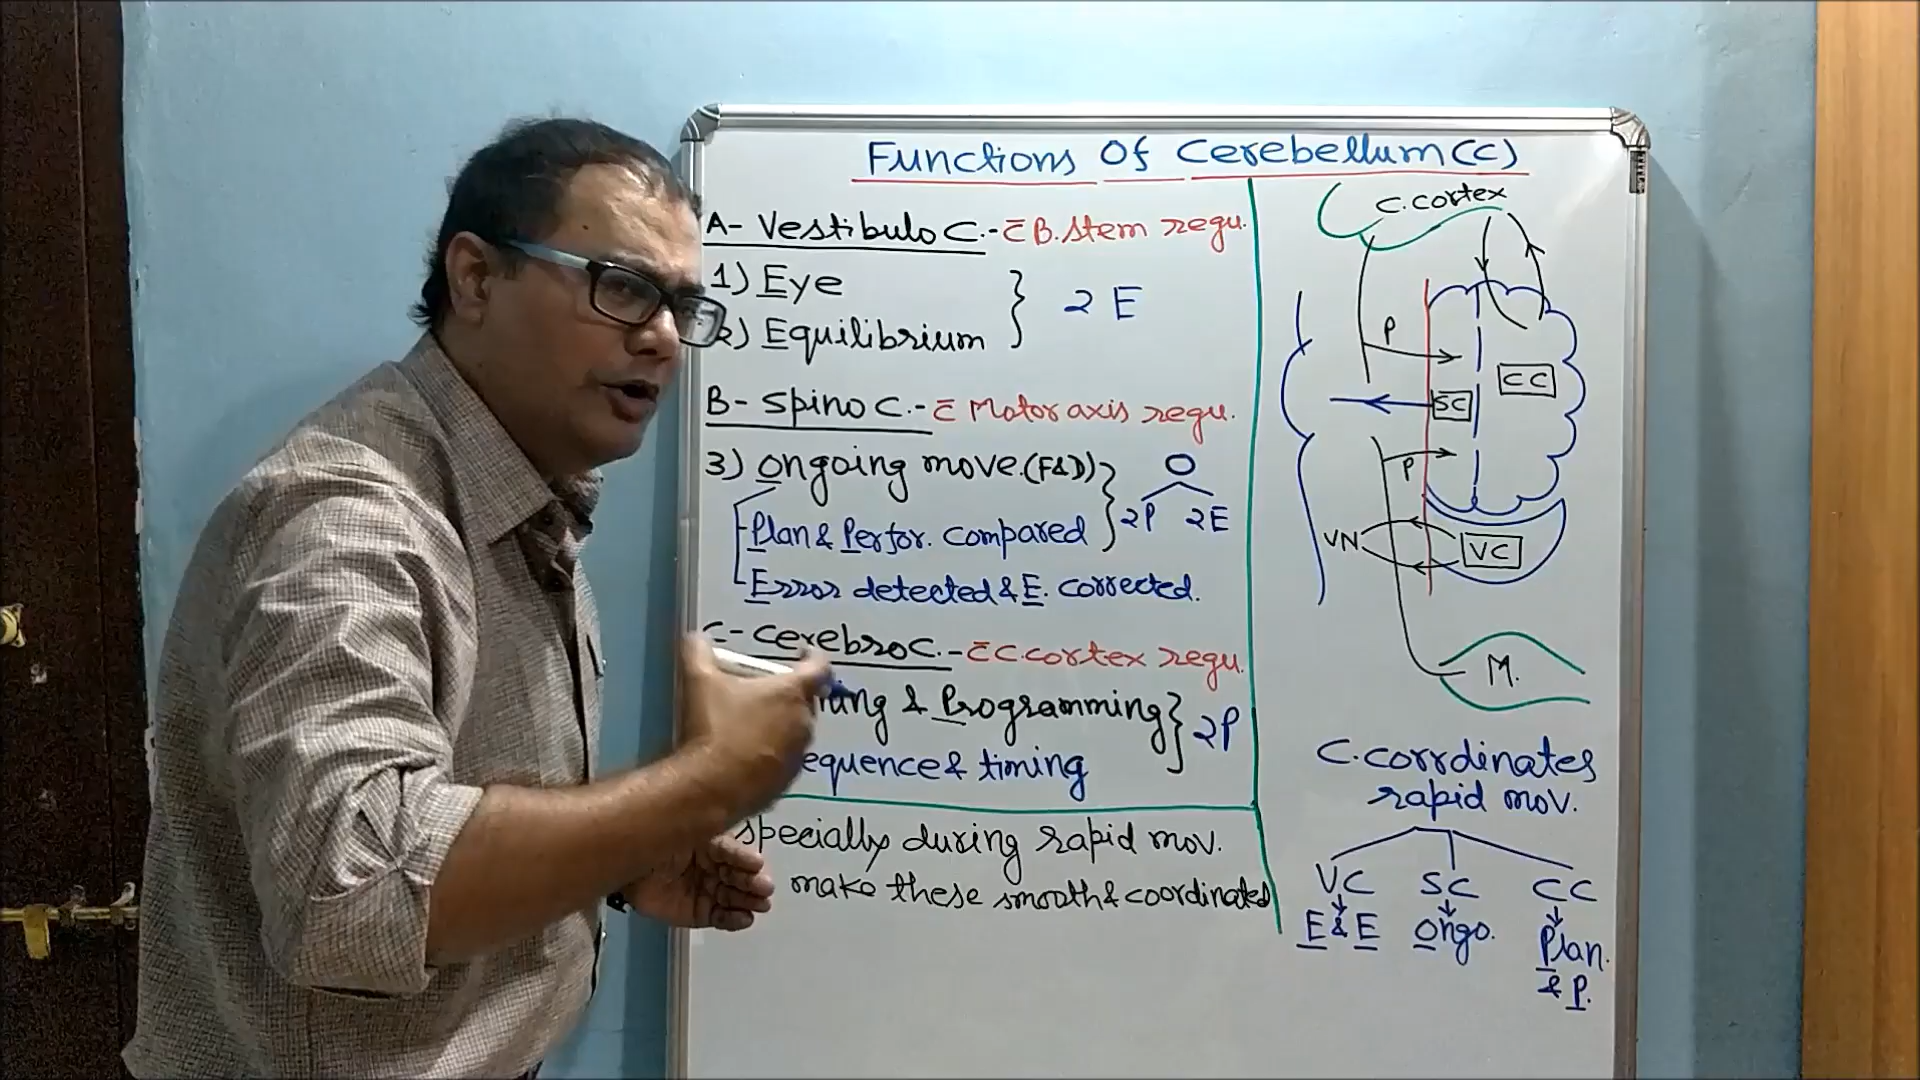 Functions Of Cerebellum(C)
A- Vestibulo C.- c̄ B.stem regu.
1) Eye
2) Equilibrium
} 2 E
B- Spino C.- c̄ Motor axis regu.
3) Ongoing move.(F&D)
Plan & Perfor. compared
} 2P
O
2E
Error detected & E. corrected.
C- Cerebro C.- c̄ C.cortex regu.
& Programming } 2P
& timing
specially during rapid mov.
make these smooth & coordinated
C.cortex
P
CC
SC
P
VN
VC
M.
C.corrdinates
rapid mov.
VC SC CC
E & E Ongo. Plan.
& P.